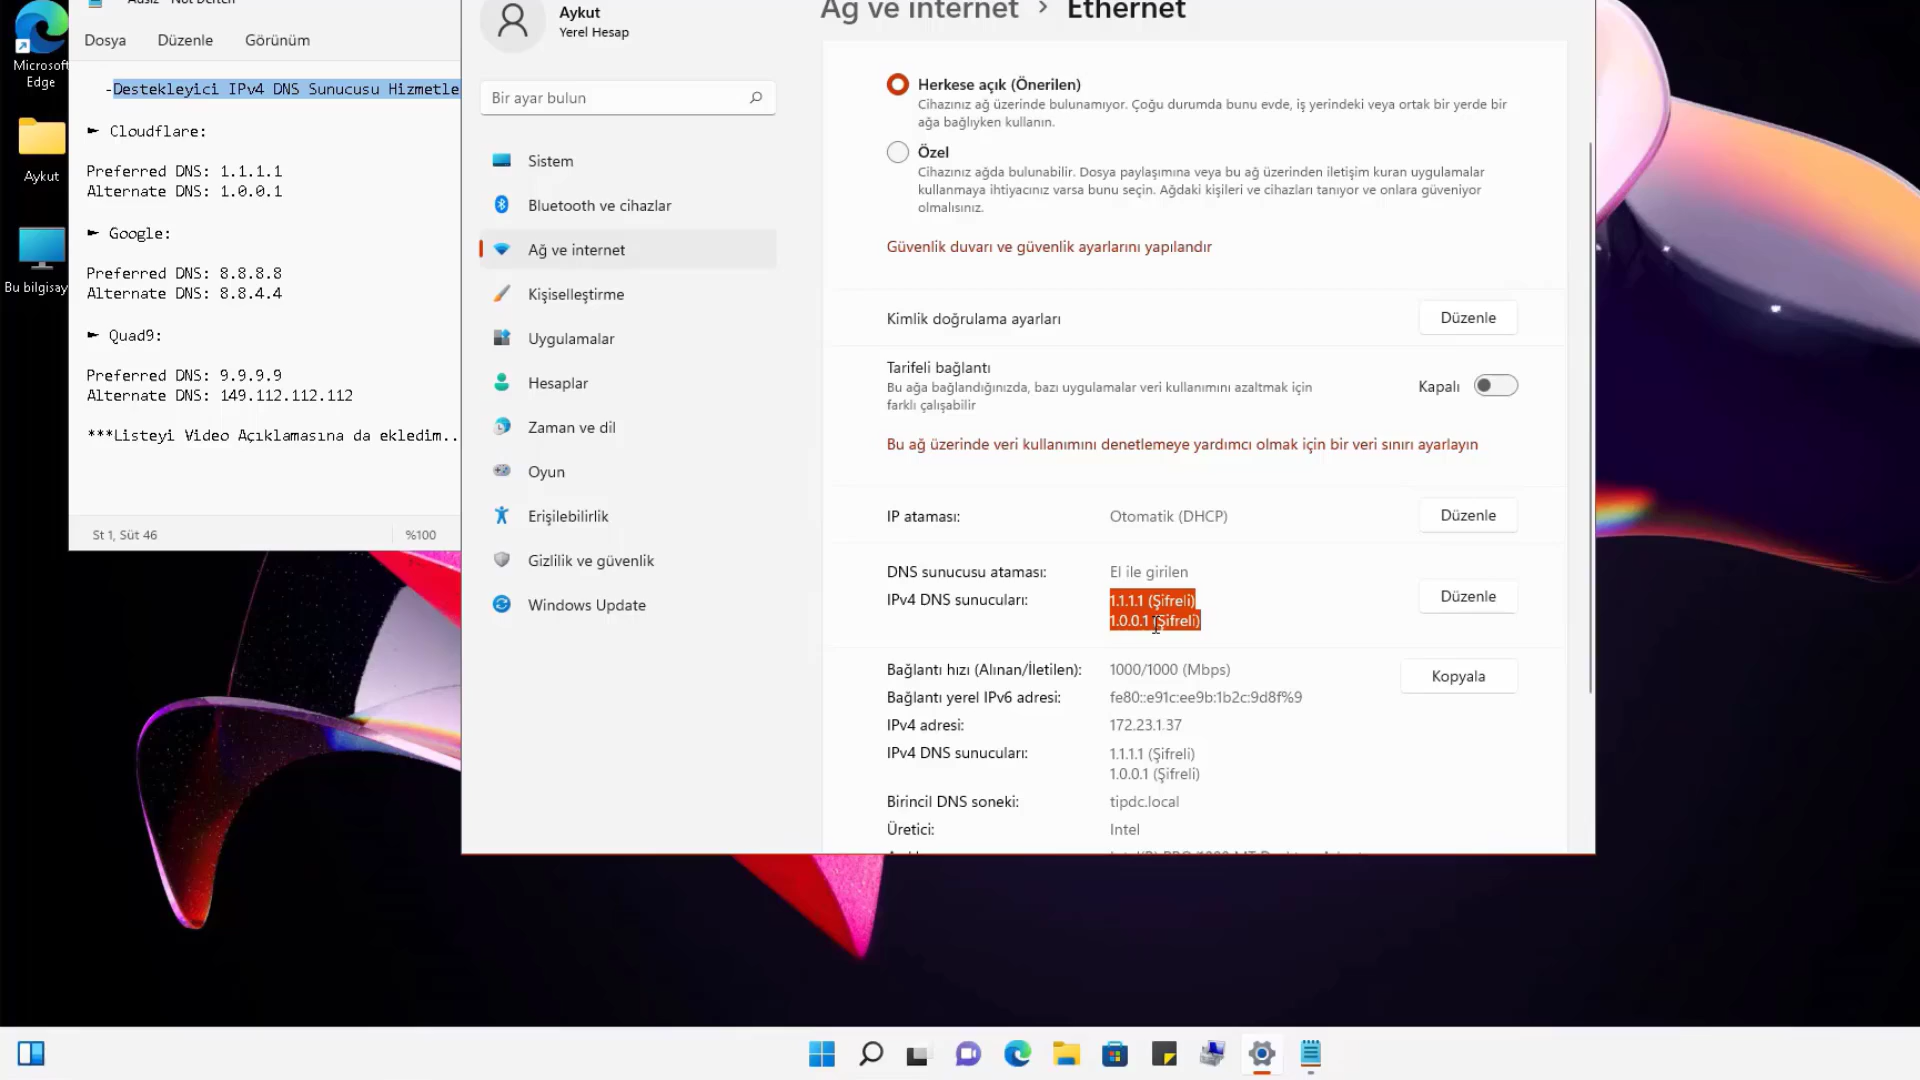 Microsoft
Edge
Aykut
Bu bilgisay
Adsız - Not Defteri
Dosya Düzenle Görünüm
-Destekleyici IPv4 DNS Sunucusu Hizmetle
► Cloudflare:
Preferred DNS: 1.1.1.1
Alternate DNS: 1.0.0.1
► Google:
Preferred DNS: 8.8.8.8
Alternate DNS: 8.8.4.4
► Quad9:
Preferred DNS: 9.9.9.9
Alternate DNS: 149.112.112.112
***Listeyi Video Açıklamasına da ekledim..
St 1, Süt 46 %100
Aykut
Yerel Hesap
Bir ayar bulun
Sistem
Bluetooth ve cihazlar
Ağ ve internet
Kişiselleştirme
Uygulamalar
Hesaplar
Zaman ve dil
Oyun
Erişilebilirlik
Gizlilik ve güvenlik
Windows Update
Ağ ve internet › Ethernet
Herkese açık (Önerilen)
Cihazınız ağ üzerinde bulunamıyor. Çoğu durumda bunu evde, iş yerindeki veya ortak bir yerde bir
ağa bağlıyken kullanın.
Özel
Cihazınız ağda bulunabilir. Dosya paylaşımına veya bu ağ üzerinden iletişim kuran uygulamalar
kullanmaya ihtiyacınız varsa bunu seçin. Ağdaki kişileri ve cihazları tanıyor ve onlara güveniyor
olmalısınız.
Güvenlik duvarı ve güvenlik ayarlarını yapılandır
Kimlik doğrulama ayarları Düzenle
Tarifeli bağlantı
Bu ağa bağlandığınızda, bazı uygulamalar veri kullanımını azaltmak için
farklı çalışabilir
Kapalı
Bu ağ üzerinde veri kullanımını denetlemeye yardımcı olmak için bir veri sınırı ayarlayın
IP ataması: Otomatik (DHCP) Düzenle
DNS sunucusu ataması: El ile girilen
IPv4 DNS sunucuları: 1.1.1.1 (Şifreli)
1.0.0.1 (Şifreli)
Düzenle
Bağlantı hızı (Alınan/İletilen): 1000/1000 (Mbps)
Kopyala
Bağlantı yerel IPv6 adresi: fe80::e91c:ee9b:1b2c:9d8f%9
IPv4 adresi: 172.23.1.37
IPv4 DNS sunucuları: 1.1.1.1 (Şifreli)
1.0.0.1 (Şifreli)
Birincil DNS soneki: tipdc.local
Üretici: Intel